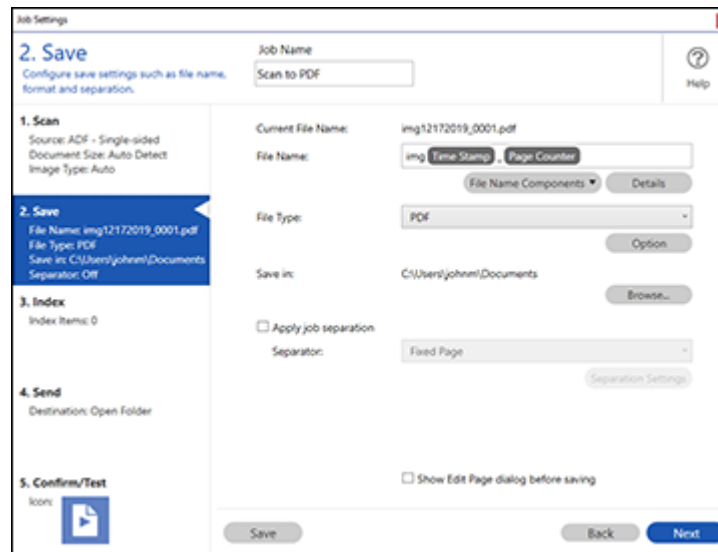 Job Settings
2. Save
Configure save settings such as file name,
format and separation.
Job Name
Scan to PDF
Help
1. Scan
Source: ADF - Single-sided
Document Size: Auto Detect
Image Type: Auto
2. Save
File Name: img12172019_0001.pdf
File Type: PDF
Save in: C:\Users\johnm\Documents
Separator: Off
3. Index
Index Items: 0
4. Send
Destination: Open Folder
5. Confirm/Test
Icon:
Current File Name: img12172019_0001.pdf
File Name: img Time Stamp _ Page Counter
File Name Components Details
File Type: PDF
Option
Save in: C:\Users\johnm\Documents
Browse...
Apply job separation
Separator: Fixed Page
Separation Settings
Show Edit Page dialog before saving
Save Back Next